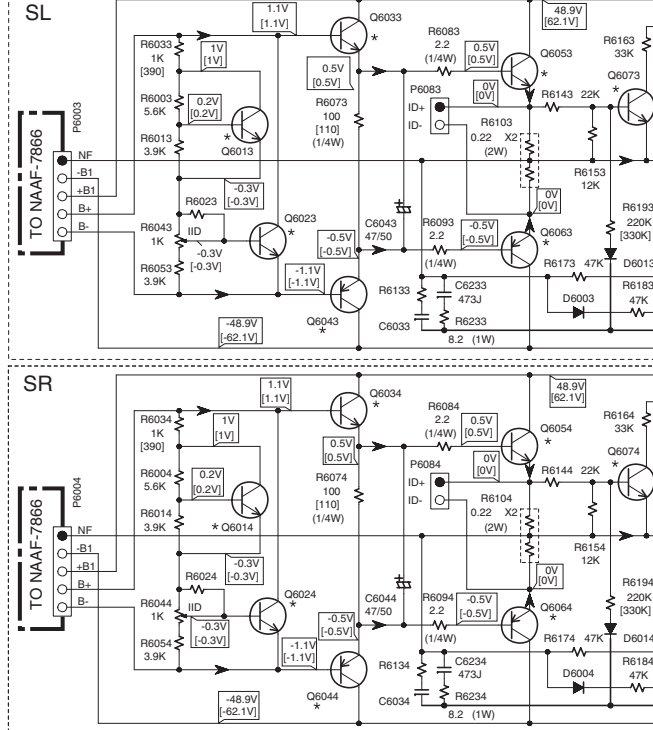 SL
TO NAAF-7866
P6003
NF
-B1
+B1
B+
B-
R6033
1K
[390]
R6003
5.6K
R6013
3.9K
R6023
R6043
1K
IID
R6053
3.9K
1V
[1V]
0.2V
[0.2V]
*
Q6013
-0.3V
[-0.3V]
-0.3V
[-0.3V]
1.1V
[1.1V]
Q6033
*
0.5V
[0.5V]
R6073
100
[110]
(1/4W)
Q6023
*
-0.5V
[-0.5V]
-1.1V
[-1.1V]
Q6043
*
-48.9V
[-62.1V]
C6043
47/50
R6083
2.2
(1/4W)
0.5V
[0.5V]
Q6053
*
48.9V
[62.1V]
P6083
ID+
ID-
0V
[0V]
R6103
0.22
(2W)
X2
R6143
22K
Q6073
*
R6163
33K
R6153
12K
0V
[0V]
R6093
2.2
(1/4W)
-0.5V
[-0.5V]
Q6063
*
R6193
220K
[330K]
R6173
47K
D6013
R6183
47K
D6003
R6133
C6033
C6233
473J
R6233
8.2
(1W)
SR
TO NAAF-7866
P6004
NF
-B1
+B1
B+
B-
R6034
1K
[390]
R6004
5.6K
R6014
3.9K
R6024
R6044
1K
IID
R6054
3.9K
1V
[1V]
0.2V
[0.2V]
* Q6014
-0.3V
[-0.3V]
-0.3V
[-0.3V]
1.1V
[1.1V]
Q6034
*
0.5V
[0.5V]
R6074
100
[110]
(1/4W)
Q6024
*
-0.5V
[-0.5V]
-1.1V
[-1.1V]
Q6044
*
-48.9V
[-62.1V]
C6044
47/50
R6084
2.2
(1/4W)
0.5V
[0.5V]
Q6054
*
48.9V
[62.1V]
P6084
ID+
ID-
0V
[0V]
R6104
0.22
(2W)
X2
R6144
22K
Q6074
*
R6164
33K
R6154
12K
0V
[0V]
R6094
2.2
(1/4W)
-0.5V
[-0.5V]
Q6064
*
R6194
220K
[330K]
R6174
47K
D6014
R6184
47K
D6004
R6134
C6034
C6234
473J
R6234
8.2
(1W)